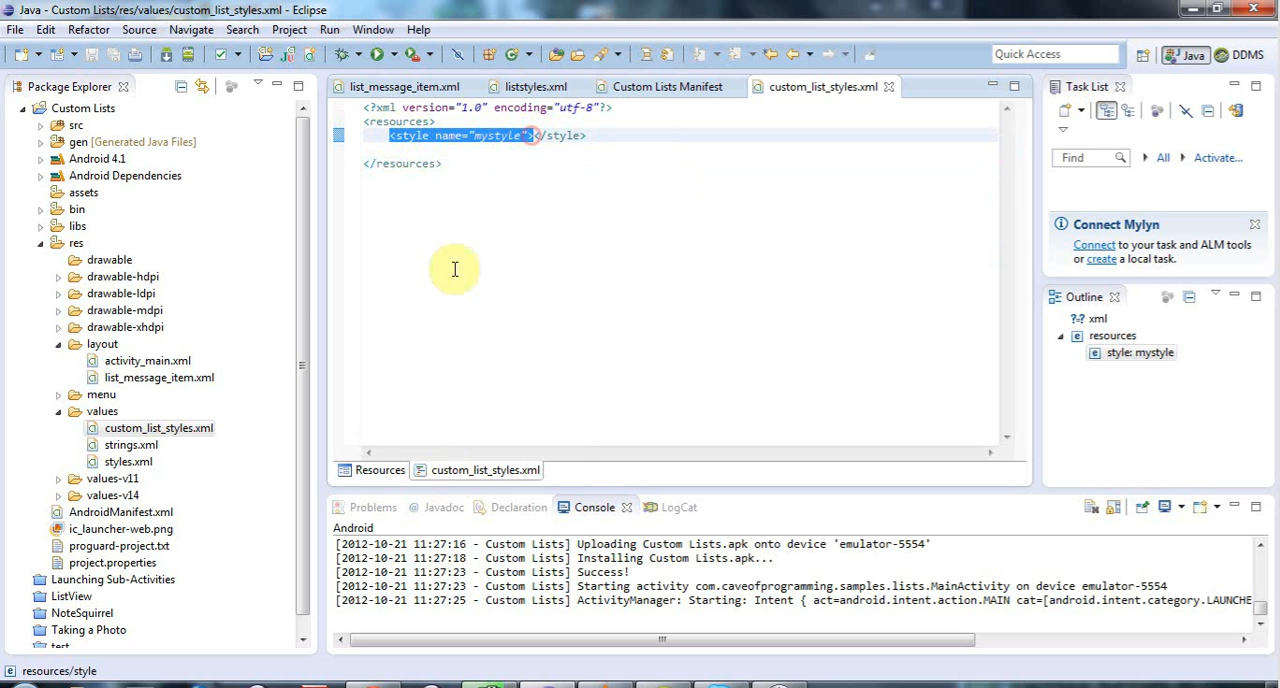 Java - Custom Lists/res/values/custom_list_styles.xml - Eclipse
File Edit Refactor Source Navigate Search Project Run Window Help
Quick Access
Java
DDMS
Package Explorer
Custom Lists
src
gen [Generated Java Files]
Android 4.1
Android Dependencies
assets
bin
libs
res
drawable
drawable-hdpi
drawable-ldpi
drawable-mdpi
drawable-xhdpi
layout
activity_main.xml
list_message_item.xml
menu
values
custom_list_styles.xml
strings.xml
styles.xml
values-v11
values-v14
AndroidManifest.xml
ic_launcher-web.png
proguard-project.txt
project.properties
Launching Sub-Activities
ListView
NoteSquirrel
Taking a Photo
test
list_message_item.xml liststyles.xml Custom Lists Manifest custom_list_styles.xml
<?xml version="1.0" encoding="utf-8"?>
<resources>
<style name="mystyle"></style>
</resources>
Resources custom_list_styles.xml
Problems Javadoc Declaration Console LogCat
Android
[2012-10-21 11:27:16 - Custom Lists] Uploading Custom Lists.apk onto device 'emulator-5554'
[2012-10-21 11:27:18 - Custom Lists] Installing Custom Lists.apk...
[2012-10-21 11:27:23 - Custom Lists] Success!
[2012-10-21 11:27:23 - Custom Lists] Starting activity com.caveofprogramming.samples.lists.MainActivity on device emulator-5554
[2012-10-21 11:27:25 - Custom Lists] ActivityManager: Starting: Intent { act=android.intent.action.MAIN cat=[android.intent.category.LAUNCHE
Task List
Find All Activate...
Connect Mylyn
Connect to your task and ALM tools
or create a local task.
Outline
xml
resources
style: mystyle
resources/style